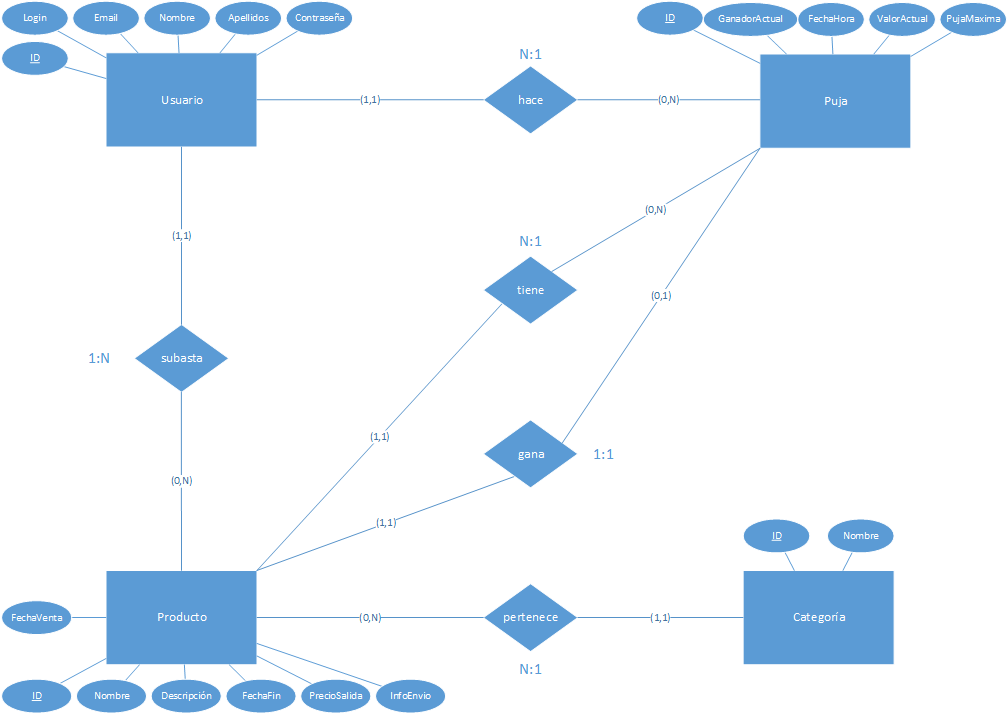 Login
Email
Nombre
Apellidos
Contraseña
ID
GanadorActual
FechaHora
ValorActual
PujaMaxima
ID
Usuario
N:1
(1,1)
hace
(0,N)
Puja
(0,N)
(1,1)
N:1
tiene
(0,1)
1:N
subasta
(1,1)
gana
1:1
(0,N)
(1,1)
ID
Nombre
FechaVenta
Producto
(0,N)
pertenece
(1,1)
Categoría
N:1
ID
Nombre
Descripción
FechaFin
PrecioSalida
InfoEnvio